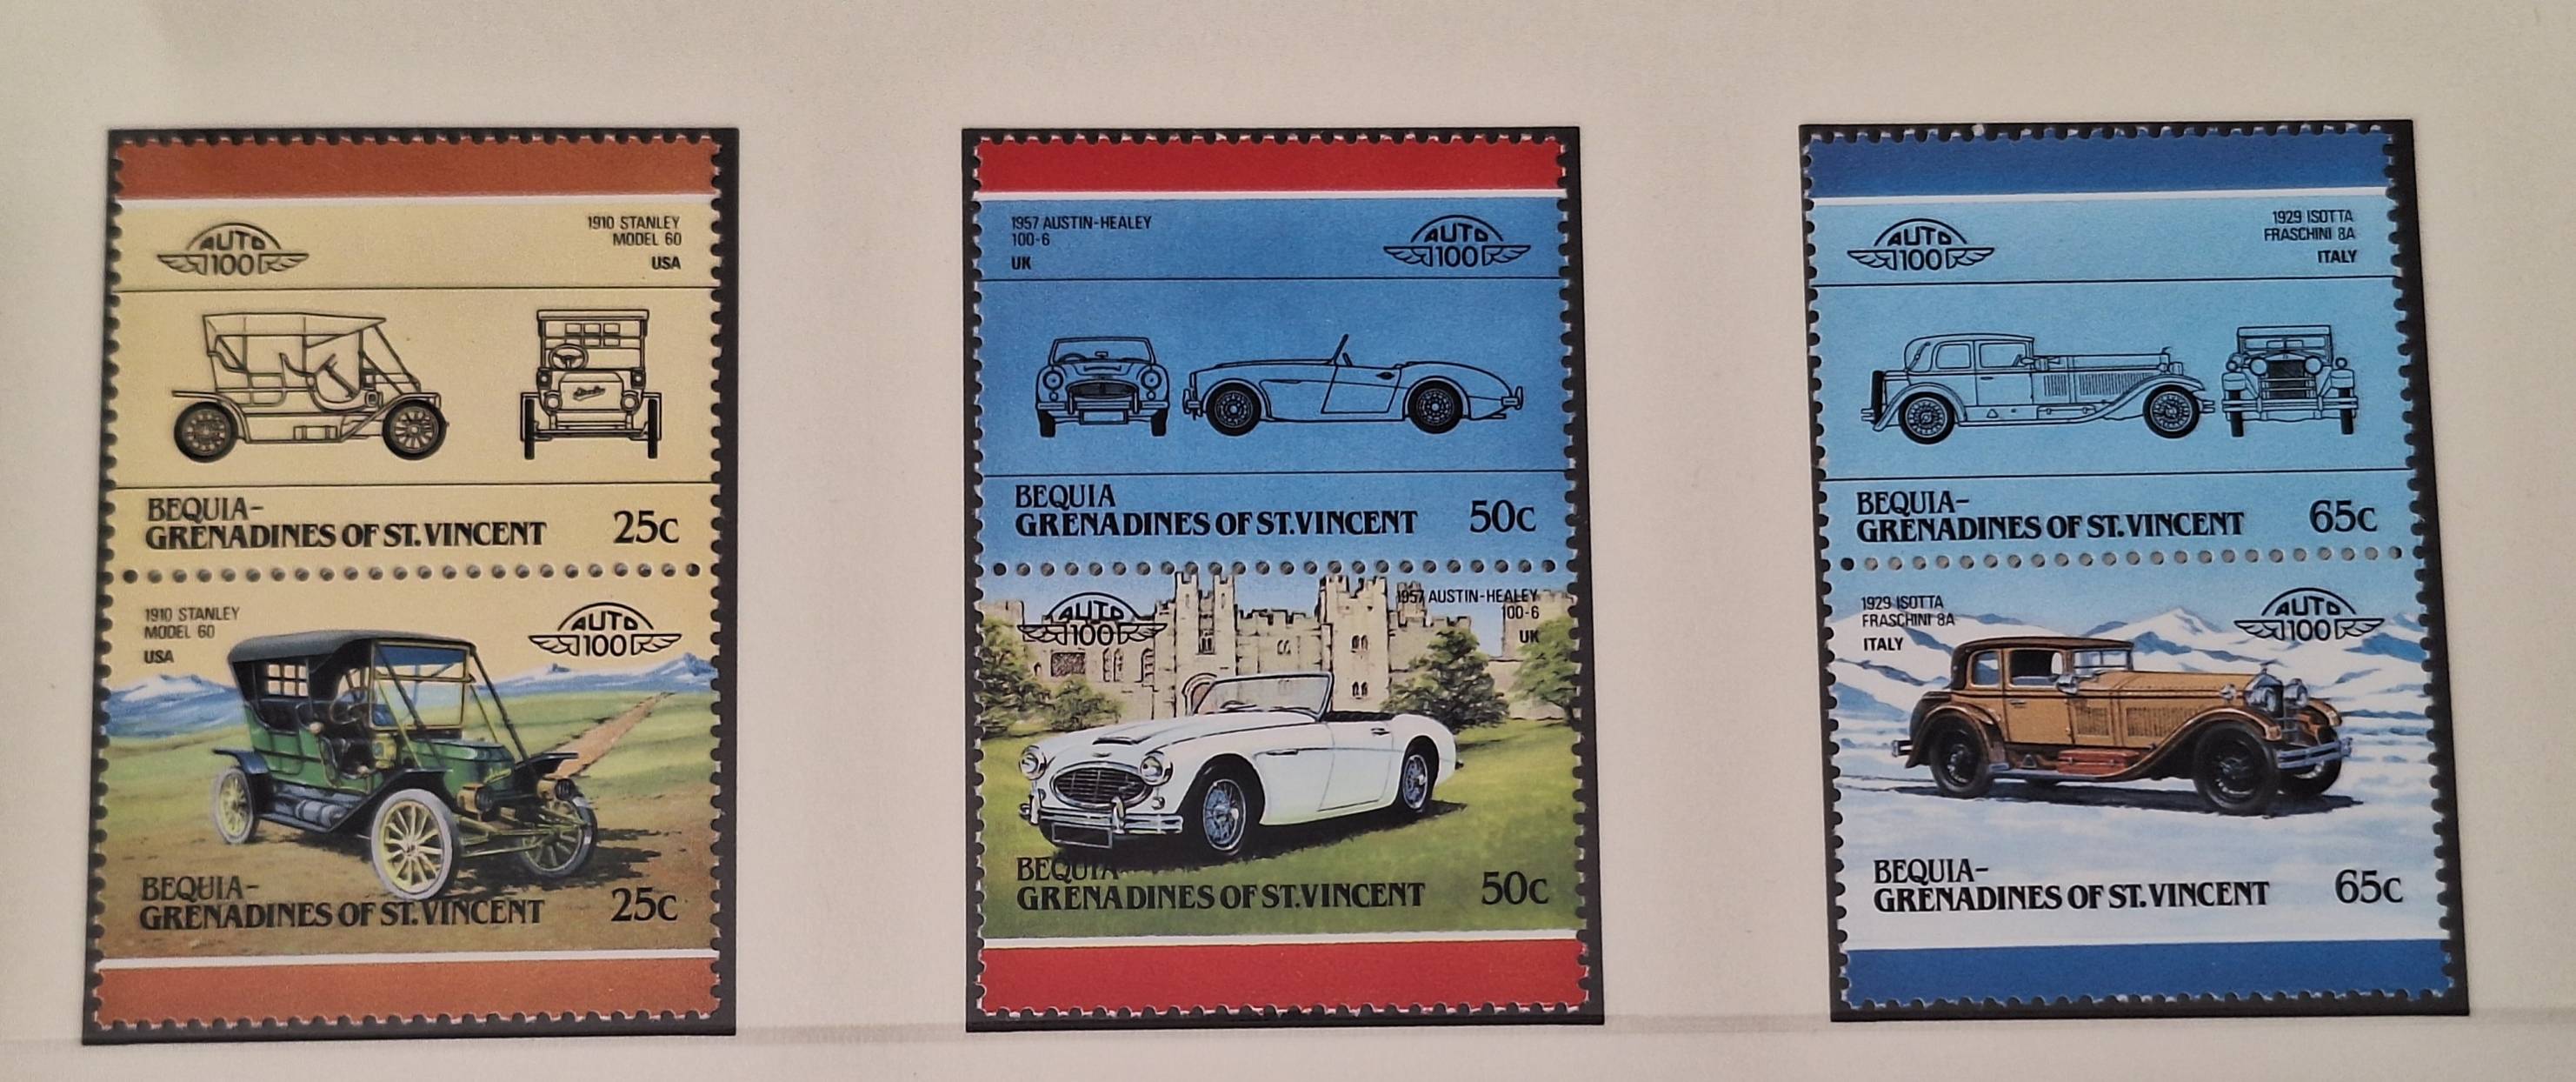 AUTO
100
1910 STANLEY
MODEL 60
USA
BEQUIA-
GRENADINES OF ST. VINCENT
25c
1910 STANLEY
MODEL 60
USA
AUTO
100
BEQUIA-
GRENADINES OF ST. VINCENT
25c
1957 AUSTIN-HEALEY
100-6
UK
AUTO
100
BEQUIA
GRENADINES OF ST. VINCENT
50c
AUTO
100
1957 AUSTIN-HEALEY
100-6
UK
BEQUIA
GRENADINES OF ST. VINCENT
50c
AUTO
100
1929 ISOTTA
FRASCHINI 8A
ITALY
BEQUIA-
GRENADINES OF ST. VINCENT
65c
1929 ISOTTA
FRASCHINI 8A
ITALY
AUTO
100
BEQUIA-
GRENADINES OF ST. VINCENT
65c